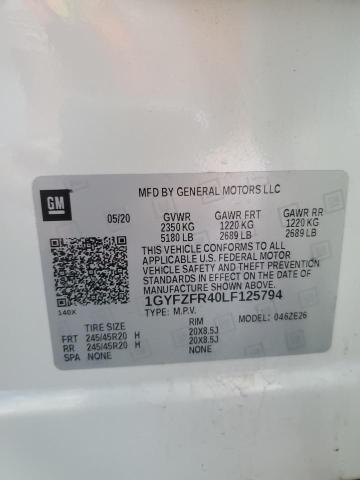 MFD BY GENERAL MOTORS LLC
GM
05/20 GVWR GAWR FRT GAWR RR
2350 KG 1220 KG 1220 KG
5180 LB 2689 LB 2689 LB
THIS VEHICLE CONFORMS TO ALL
APPLICABLE U.S. FEDERAL MOTOR
VEHICLE SAFETY AND THEFT PREVENTION
STANDARDS IN EFFECT ON THE DATE OF
MANUFACTURE SHOWN ABOVE.
1GYFZFR40LF125794
140X
TYPE: M.P.V. MODEL: 046ZE26
TIRE SIZE RIM
FRT 245/45R20 H 20X8.5J
RR 245/45R20 H 20X8.5J
SPA NONE NONE